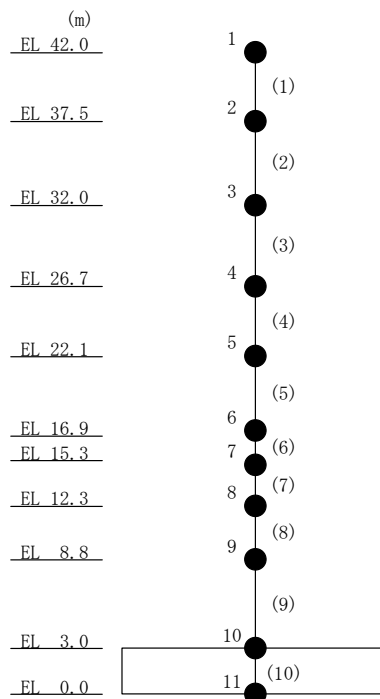 (m)
EL 42.0 1
(1)
EL 37.5 2
(2)
EL 32.0 3
(3)
EL 26.7 4
(4)
EL 22.1 5
(5)
EL 16.9 6
(6)
EL 15.3 7
(7)
EL 12.3 8
(8)
EL 8.8 9
(9)
EL 3.0 10
(10)
EL 0.0 11